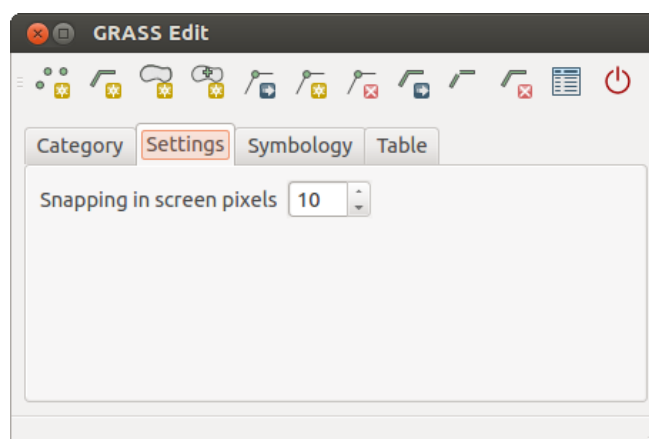 GRASS Edit
Category Settings Symbology Table
Snapping in screen pixels 10